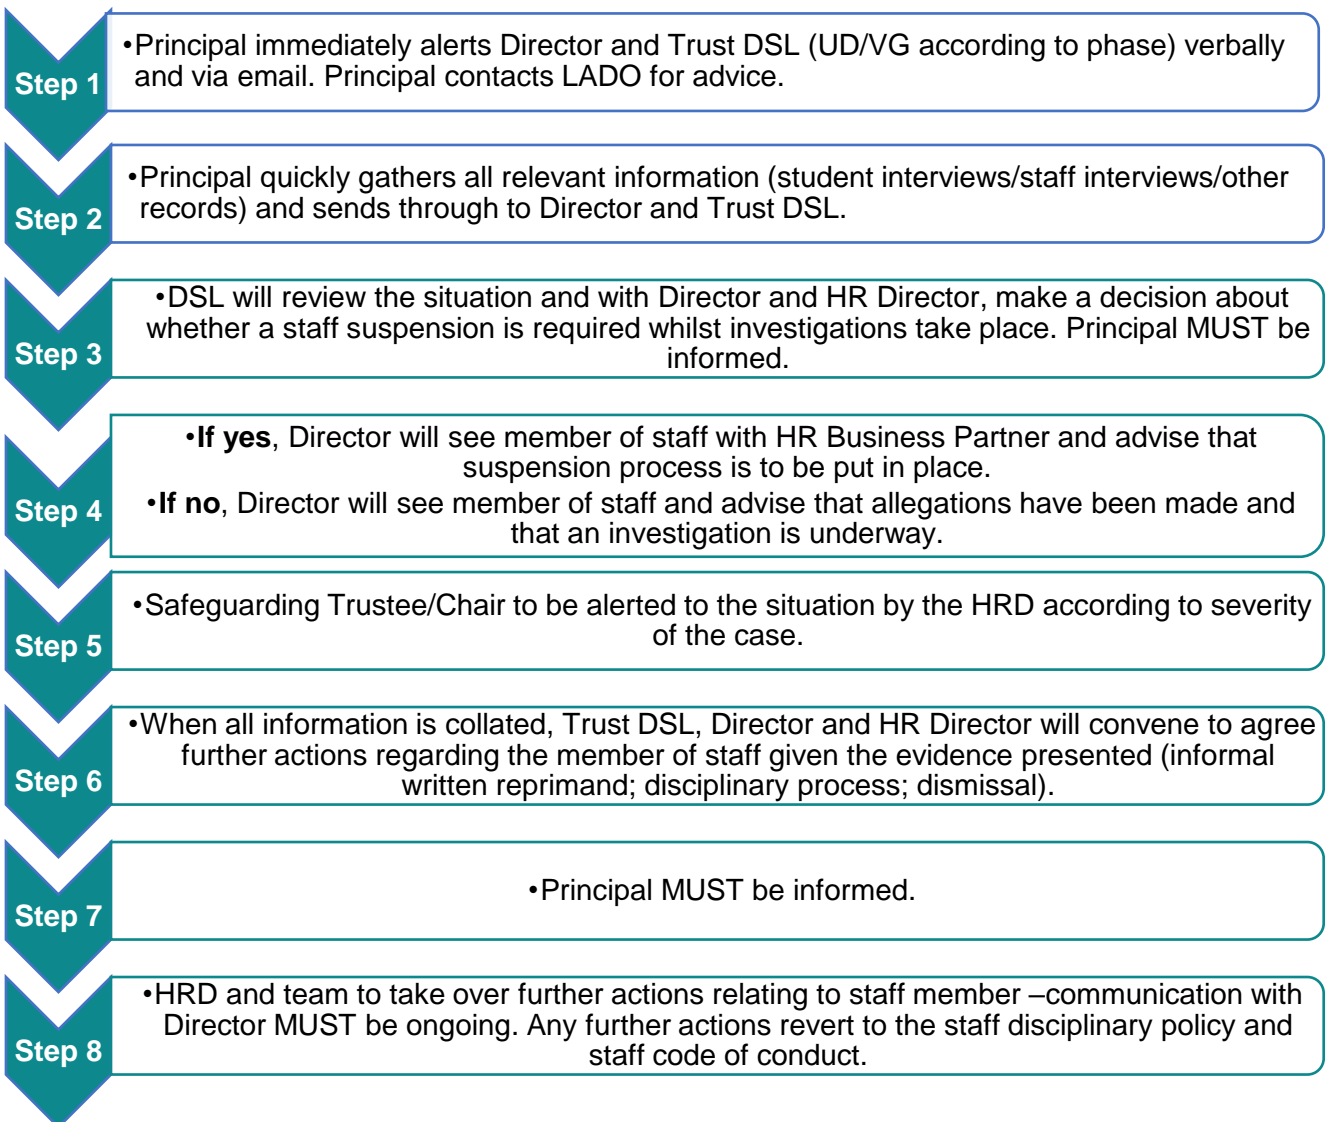 Step 1
•Principal immediately alerts Director and Trust DSL (UD/VG according to phase) verbally
and via email. Principal contacts LADO for advice.
Step 2
•Principal quickly gathers all relevant information (student interviews/staff interviews/other
records) and sends through to Director and Trust DSL.
Step 3
•DSL will review the situation and with Director and HR Director, make a decision about
whether a staff suspension is required whilst investigations take place. Principal MUST be
informed.
Step 4
•If yes, Director will see member of staff with HR Business Partner and advise that
suspension process is to be put in place.
•If no, Director will see member of staff and advise that allegations have been made and
that an investigation is underway.
Step 5
•Safeguarding Trustee/Chair to be alerted to the situation by the HRD according to severity
of the case.
Step 6
•When all information is collated, Trust DSL, Director and HR Director will convene to agree
further actions regarding the member of staff given the evidence presented (informal
written reprimand; disciplinary process; dismissal).
Step 7
•Principal MUST be informed.
Step 8
•HRD and team to take over further actions relating to staff member –communication with
Director MUST be ongoing. Any further actions revert to the staff disciplinary policy and
staff code of conduct.